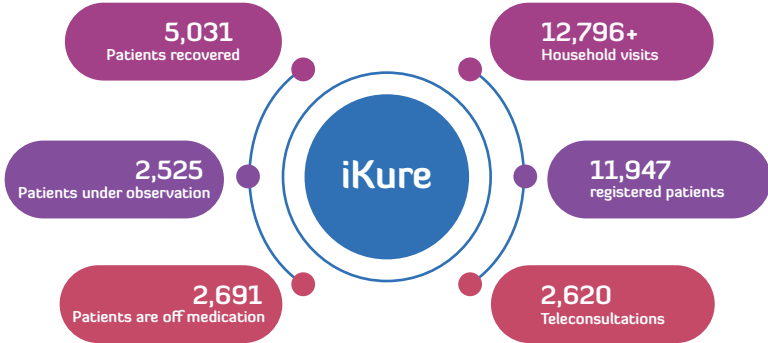 5,031
Patients recovered
12,796+
Household visits
iKure
2,525
Patients under observation
11,947
registered patients
2,691
Patients are off medication
2,620
Teleconsultations